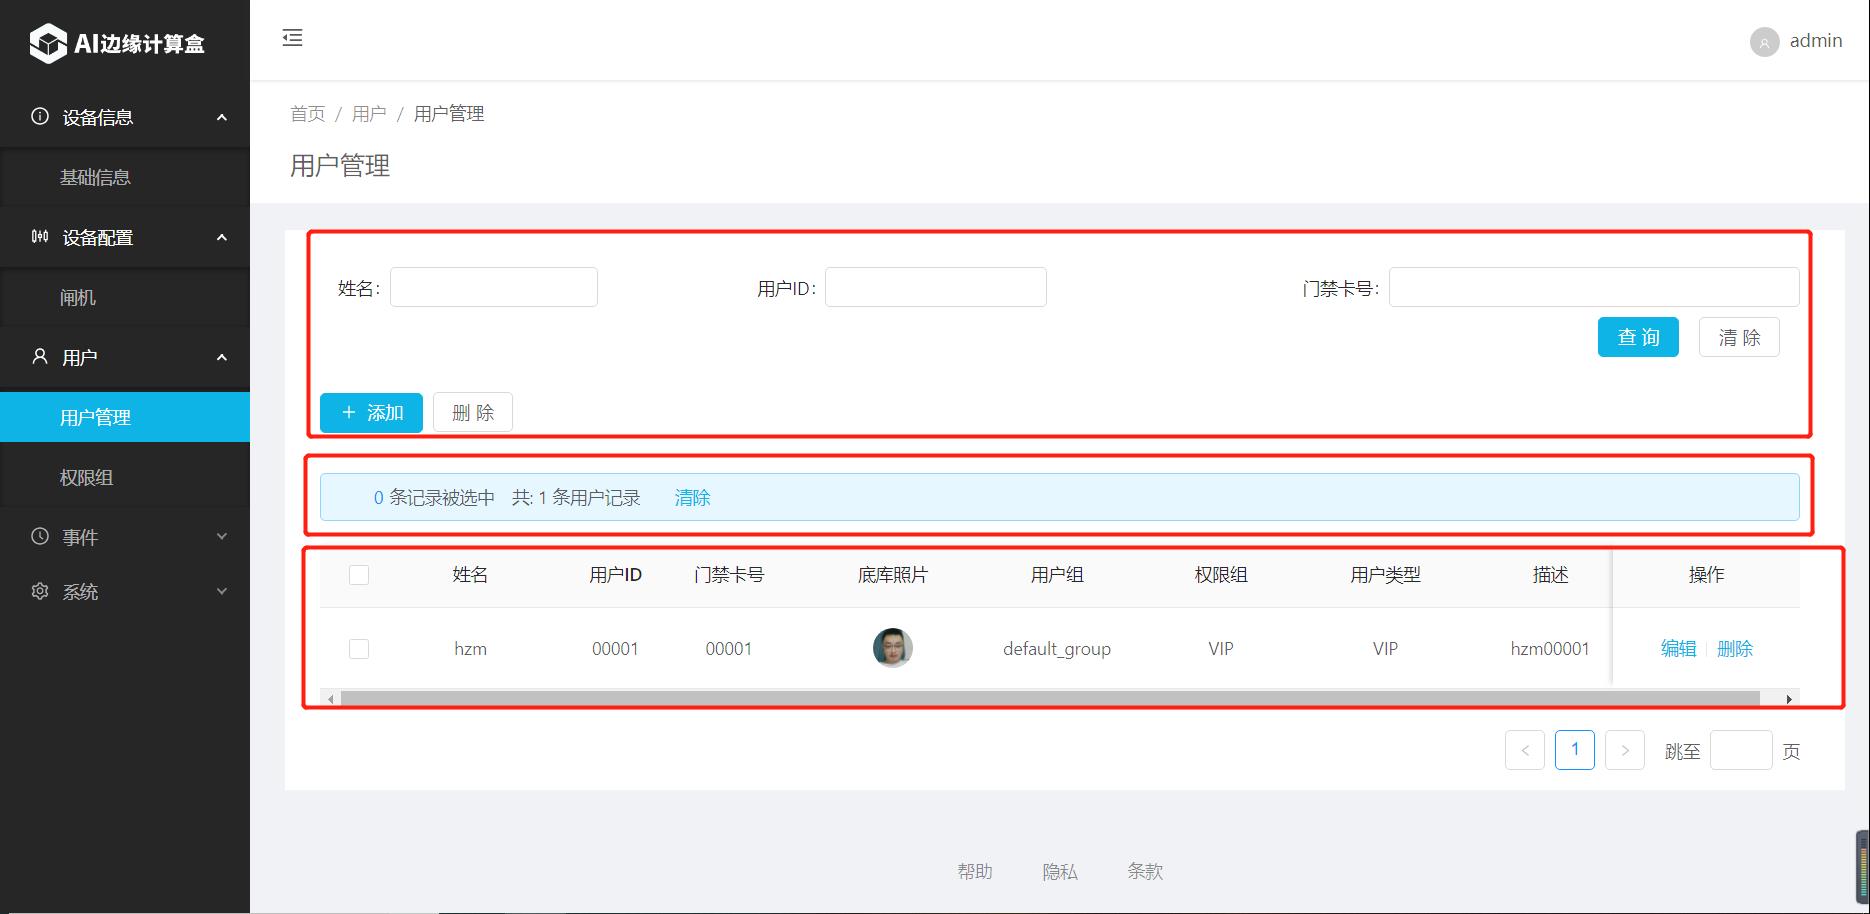 AI边缘计算盒
admin
设备信息
基础信息
设备配置
闸机
用户
用户管理
权限组
事件
系统
首页 / 用户 / 用户管理
用户管理
姓名: 用户ID: 门禁卡号:
查 询 清 除
+ 添加 删 除
0 条记录被选中 共: 1 条用户记录 清除
姓名 用户ID 门禁卡号 底库照片 用户组 权限组 用户类型 描述 操作
hzm 00001 00001 default_group VIP VIP hzm00001 编辑 删除
< 1 > 跳至 页
帮助 隐私 条款